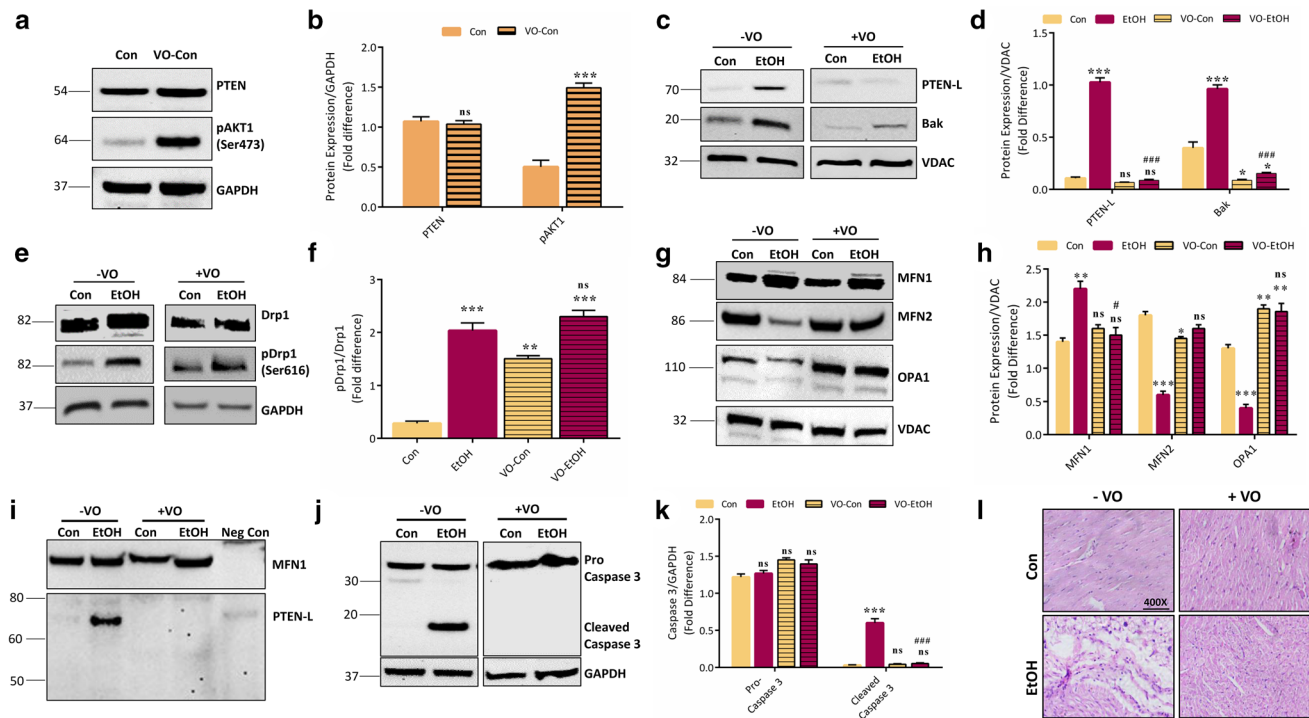 a
Con VO-Con
54
PTEN
64
pAKT1
(Ser473)
37
GAPDH
b
Con VO-Con
Protein Expression/GAPDH
(Fold difference)
2.0
1.5
1.0
0.5
0.0
ns
***
PTEN
pAKT1
c
-VO +VO
Con EtOH Con EtOH
70
PTEN-L
20
Bak
32
VDAC
d
Con EtOH VO-Con VO-EtOH
Protein Expression/VDAC
(Fold difference)
1.5
1.0
0.5
0.0
***
ns
###
ns
***
*
###
*
PTEN-L
Bak
e
-VO +VO
Con EtOH Con EtOH
82
Drp1
82
pDrp1
(Ser616)
37
GAPDH
f
pDrp1/Drp1
(Fold difference)
3
2
1
0
***
**
ns
***
Con
EtOH
VO-Con
VO-EtOH
g
-VO +VO
Con EtOH Con EtOH
84
MFN1
86
MFN2
110
OPA1
32
VDAC
h
Con EtOH VO-Con VO-EtOH
Protein Expression/VDAC
(Fold Difference)
2.5
2.0
1.5
1.0
0.5
0.0
**
ns
#
ns
***
*
ns
***
**
ns
**
MFN1
MFN2
OPA1
i
-VO +VO
Con EtOH Con EtOH Neg Con
MFN1
80
PTEN-L
60
50
j
-VO +VO
Con EtOH Con EtOH
Pro
Caspase 3
30
20
Cleaved
Caspase 3
37
GAPDH
k
Con EtOH VO-Con VO-EtOH
Caspase 3/GAPDH
(Fold Difference)
2.0
1.5
1.0
0.5
0.0
ns
ns
ns
***
ns
###
ns
Pro-
Caspase 3
Cleaved
Caspase 3
l
- VO + VO
Con
400X
EtOH